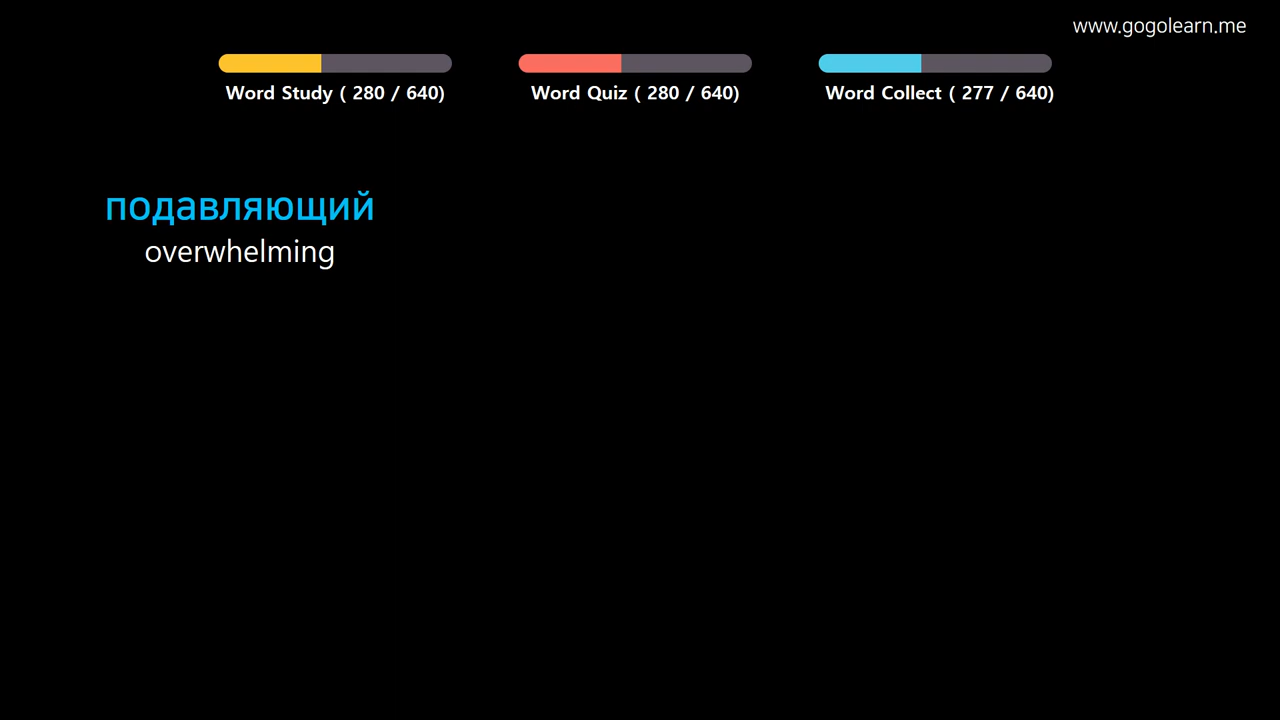 www.gogolearn.me
Word Study ( 280 / 640)
Word Quiz ( 280 / 640)
Word Collect ( 277 / 640)
подавляющий
overwhelming